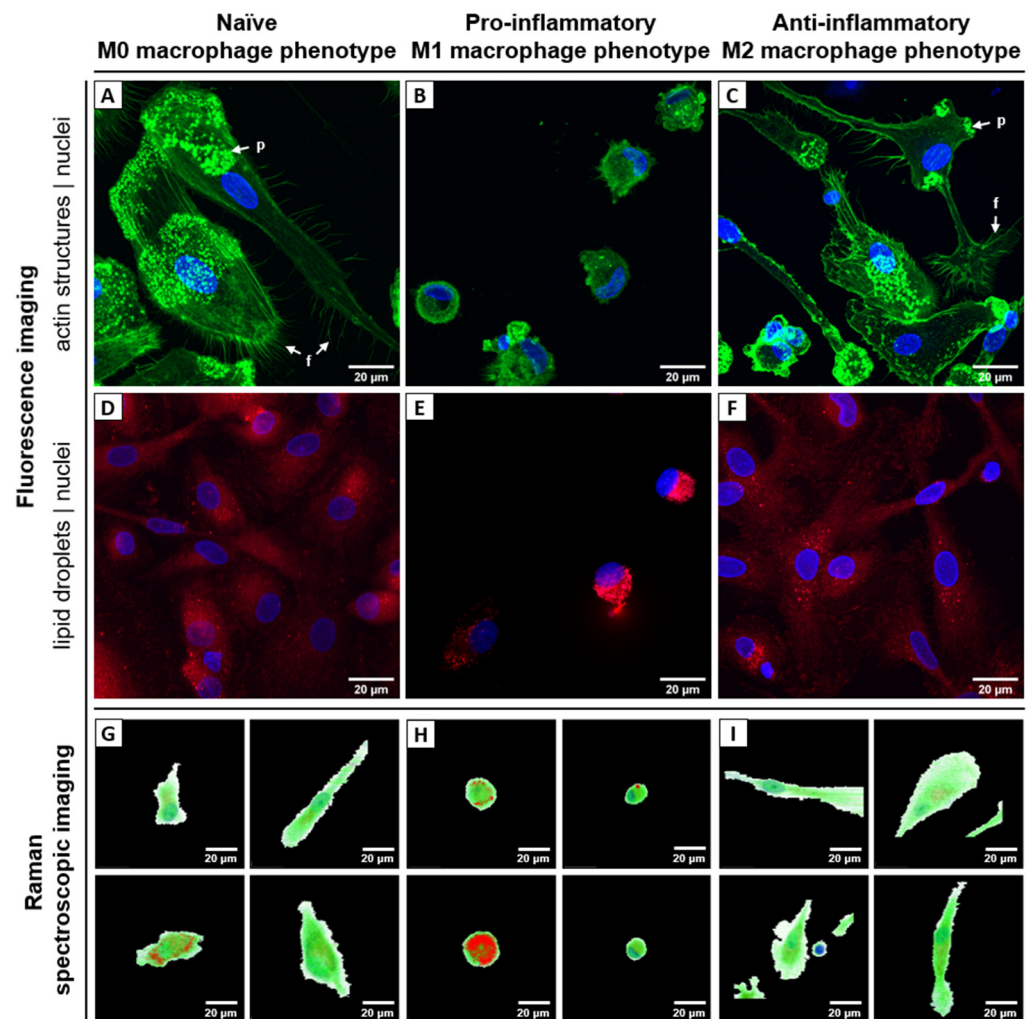 Naïve
M0 macrophage phenotype
Pro-inflammatory
M1 macrophage phenotype
Anti-inflammatory
M2 macrophage phenotype
Fluorescence imaging
actin structures | nuclei
A
p
f
20 µm
B
20 µm
C
p
f
20 µm
lipid droplets | nuclei
D
20 µm
E
20 µm
F
20 µm
Raman
spectroscopic imaging
G
20 µm
20 µm
H
20 µm
20 µm
I
20 µm
20 µm
20 µm
20 µm
20 µm
20 µm
20 µm
20 µm